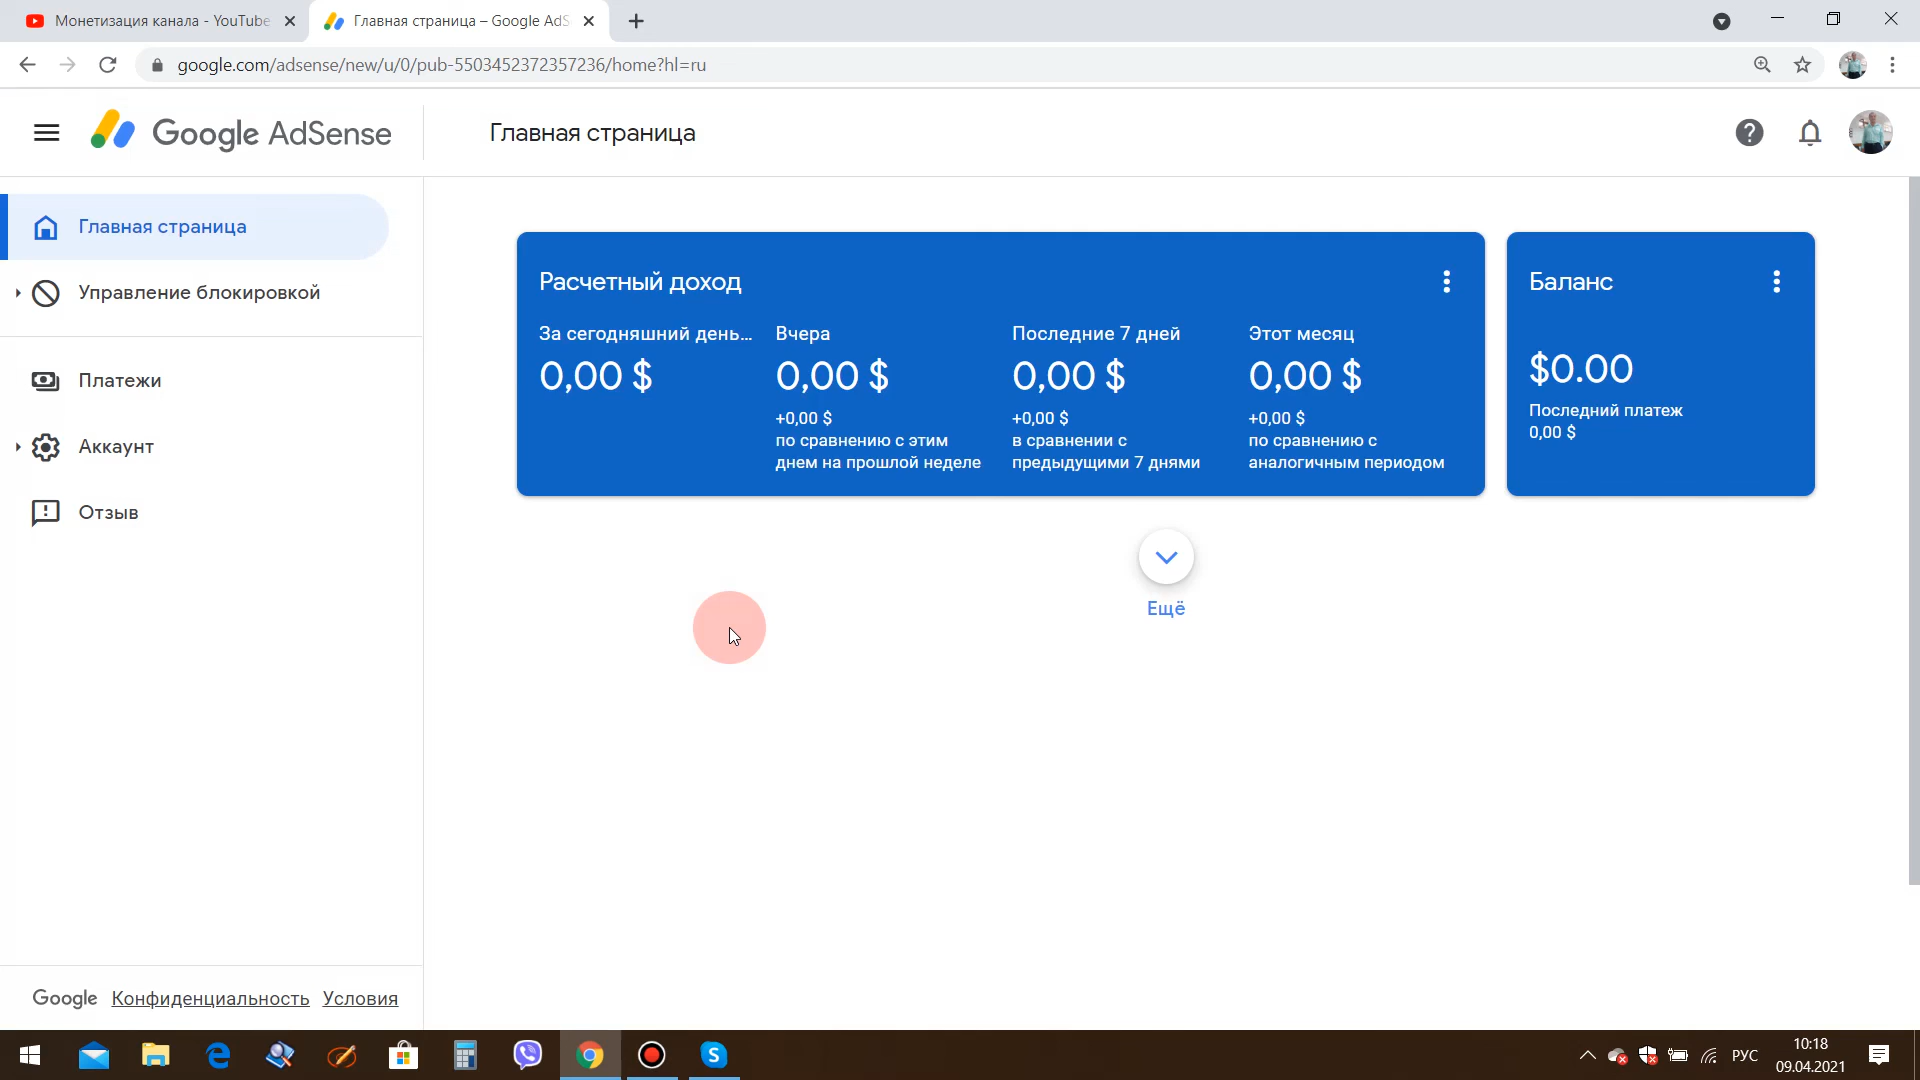 Монетизация канала - YouTube
Главная страница – Google AdS
google.com/adsense/new/u/0/pub-5503452372357236/home?hl=ru
Google AdSense
Главная страница
Главная страница
Управление блокировкой
Платежи
Аккаунт
Отзыв
Расчетный доход
За сегодняшний день...
0,00 $
Вчера
0,00 $
+0,00 $
по сравнению с этим
днем на прошлой неделе
Последние 7 дней
0,00 $
+0,00 $
в сравнении с
предыдущими 7 днями
Этот месяц
0,00 $
+0,00 $
по сравнению с
аналогичным периодом
Баланс
$0.00
Последний платеж
0,00 $
Ещё
Google Конфиденциальность Условия
РУС
10:18
09.04.2021